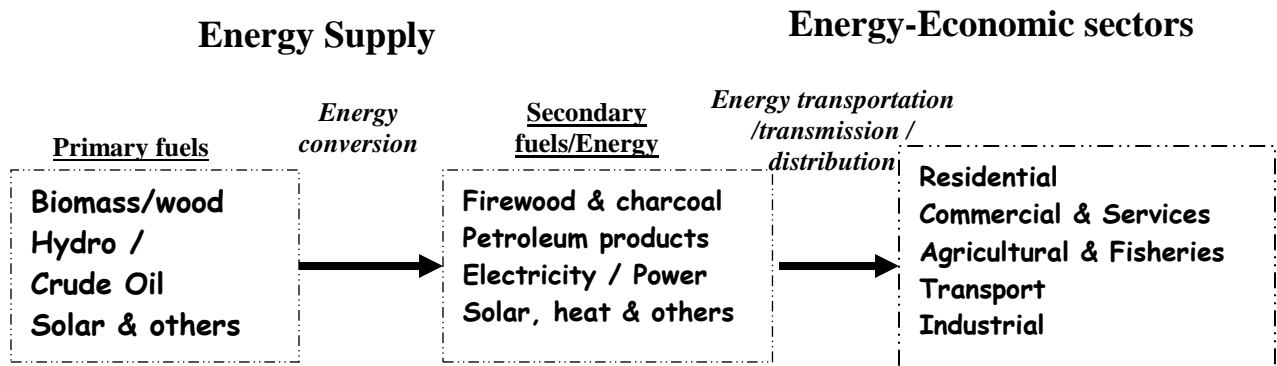 Energy Supply
Energy-Economic sectors
Primary fuels
Energy
conversion
Secondary
fuels/Energy
Energy transportation
/transmission /
distribution
Biomass/wood
Hydro /
Crude Oil
Solar & others
Firewood & charcoal
Petroleum products
Electricity / Power
Solar, heat & others
Residential
Commercial & Services
Agricultural & Fisheries
Transport
Industrial